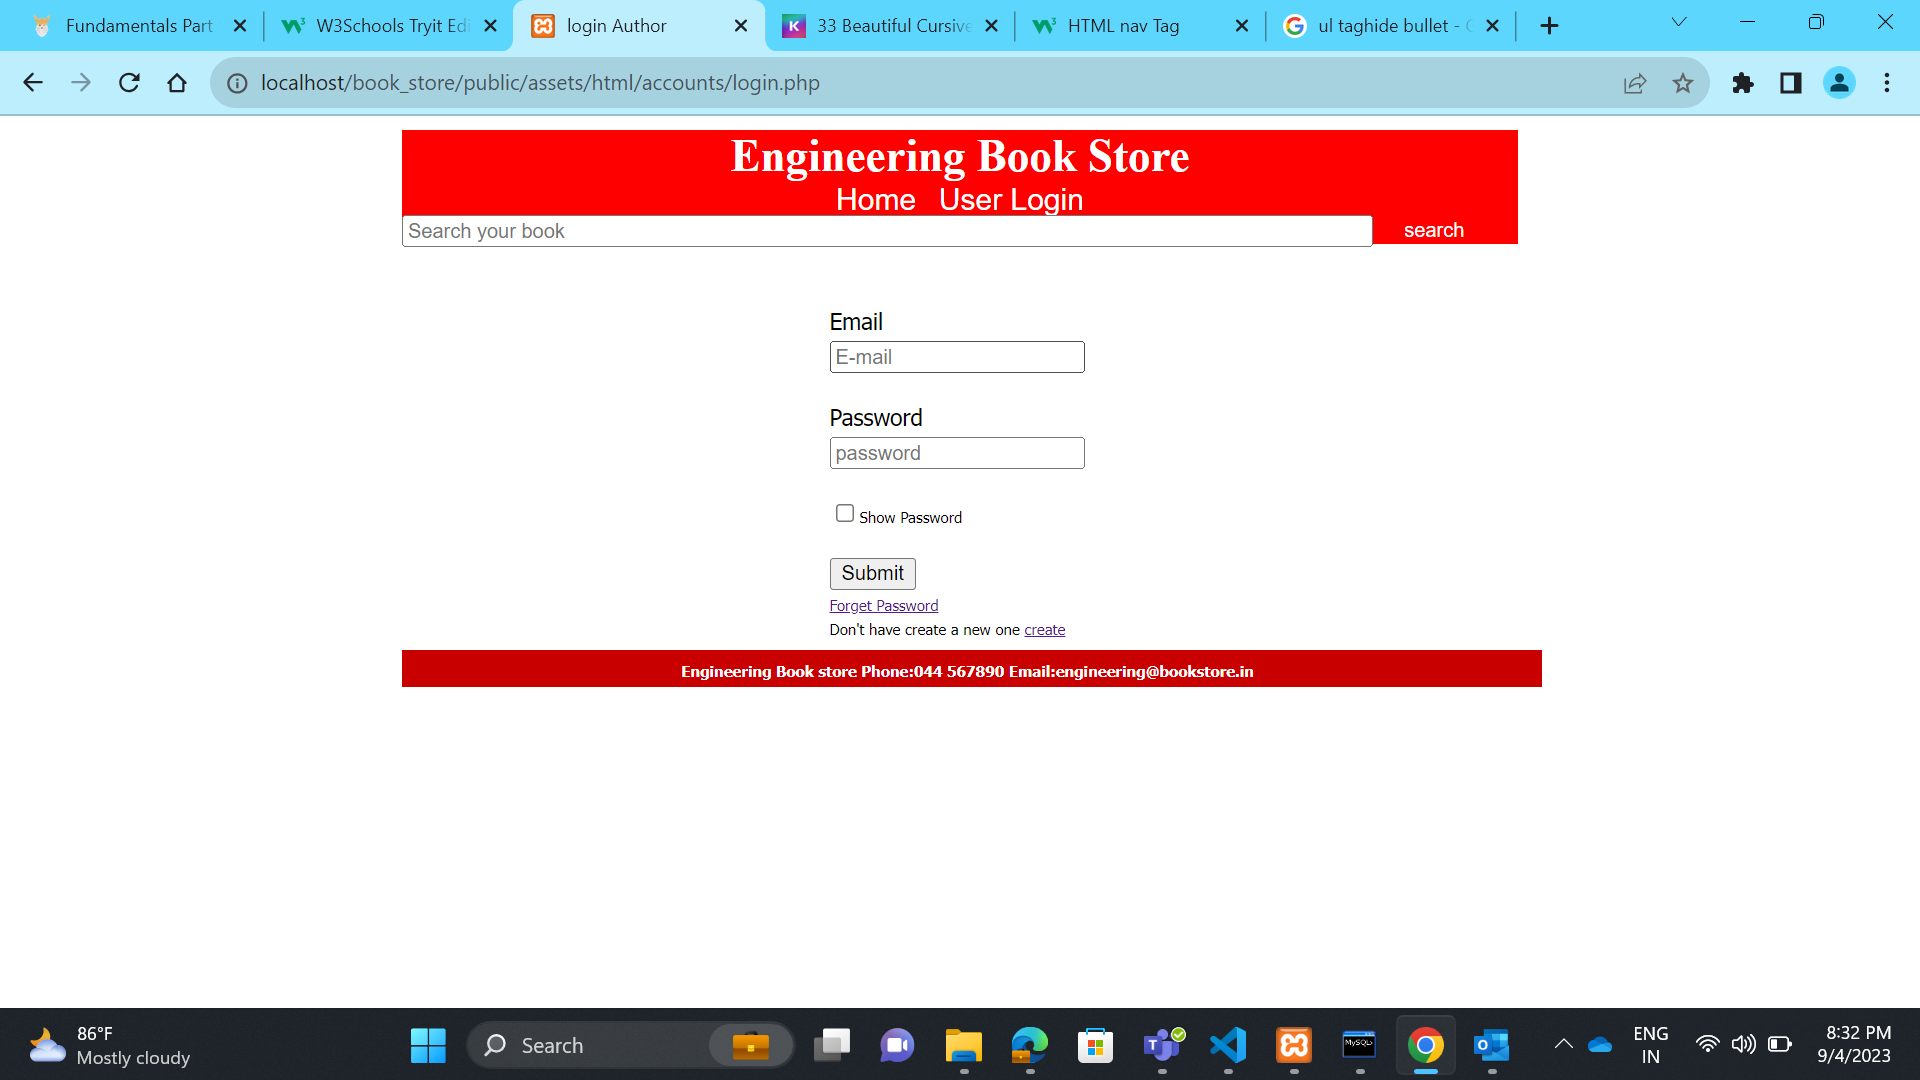 Fundamentals Part
W3Schools Tryit Edi
login Author
33 Beautiful Cursive
HTML nav Tag
ul taghide bullet - G
localhost/book_store/public/assets/html/accounts/login.php
Engineering Book Store
Home User Login
Search your book search
Email
E-mail
Password
password
Show Password
Submit
Forget Password
Don't have create a new one create
Engineering Book store Phone:044 567890 Email:engineering@bookstore.in
86°F
Mostly cloudy
Search
MySQL>
ENG
IN
8:32 PM
9/4/2023